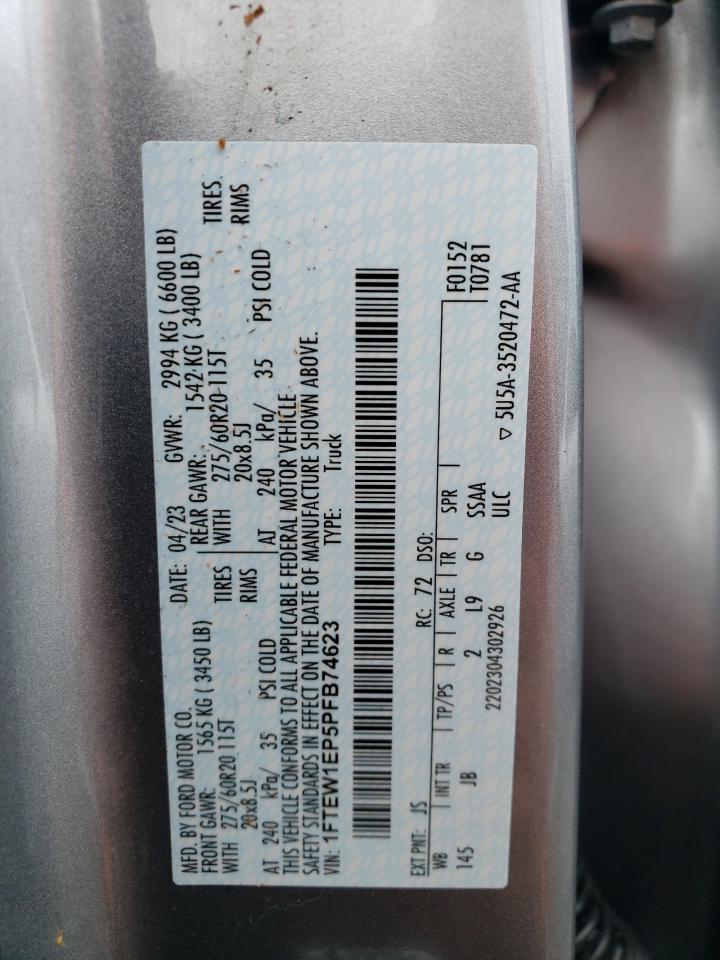 MFD. BY FORD MOTOR CO. DATE: 04/23 GVWR: 2994 KG ( 6600 LB)
FRONT GAWR: 1565 KG ( 3450 LB) REAR GAWR: 1542 KG ( 3400 LB)
WITH 275/60R20 115T TIRES WITH 275/60R20 115T TIRES
20x8.5J RIMS 20x8.5J RIMS
AT 240 kPa/ 35 PSI COLD AT 240 kPa/ 35 PSI COLD
THIS VEHICLE CONFORMS TO ALL APPLICABLE FEDERAL MOTOR VEHICLE
SAFETY STANDARDS IN EFFECT ON THE DATE OF MANUFACTURE SHOWN ABOVE.
VIN: 1FTEW1EP5PFB74623 TYPE: Truck
EXT PNT: JS RC: 72 DSO:
WB INT TR TP/PS R AXLE TR SPR F0152
145 JB 2 L9 G SSAA T0781
2202304302926 ULC ▽ 5U5A-3520472-AA